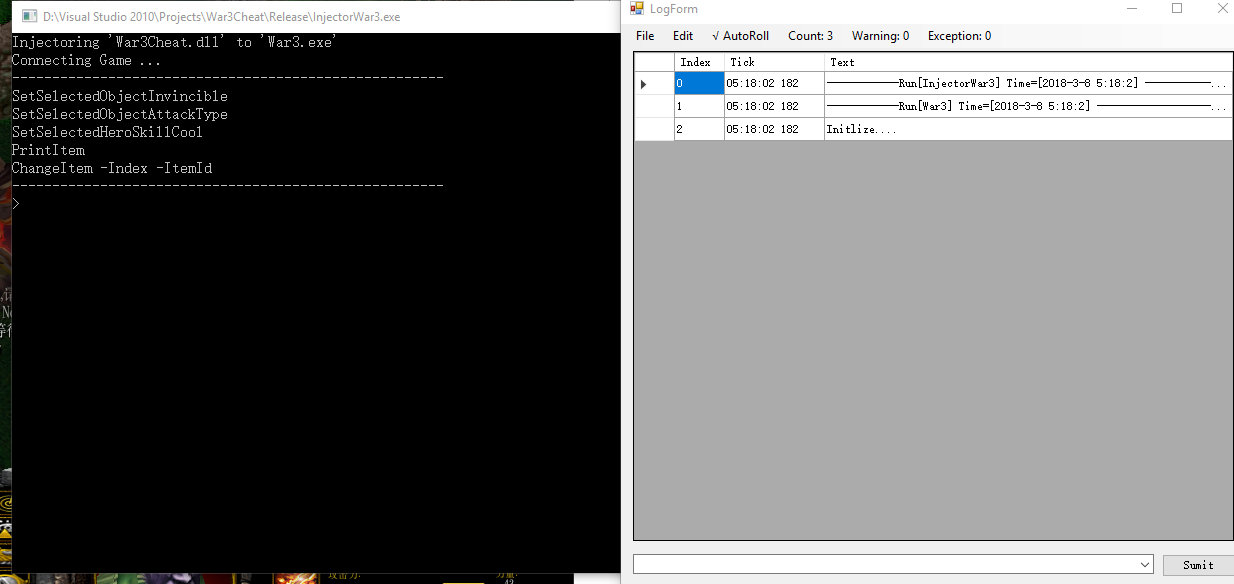 D:\Visual Studio 2010\Projects\War3Cheat\Release\InjectorWar3.exe
Injectoring 'War3Cheat.dll' to 'War3.exe'
Connecting Game ...
------------------------------------------------------
SetSelectedObjectInvincible
SetSelectedObjectAttackType
SetSelectedHeroSkillCool
PrintItem
ChangeItem -Index -ItemId
------------------------------------------------------
>
LogForm
File Edit √ AutoRoll Count: 3 Warning: 0 Exception: 0
Index Tick Text
0 05:18:02 182 ──────Run[InjectorWar3] Time=[2018-3-8 5:18:2] ──────...
1 05:18:02 182 ──────Run[War3] Time=[2018-3-8 5:18:2] ──────────...
2 05:18:02 182 Initlize....
Sumit